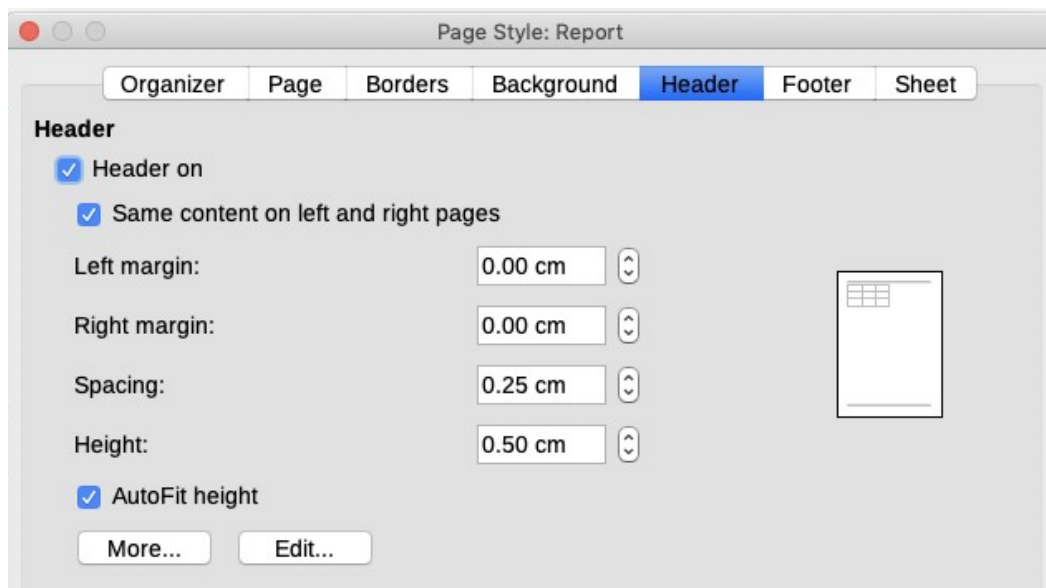 Page Style: Report
Organizer Page Borders Background Header Footer Sheet
Header
Header on
Same content on left and right pages
Left margin: 0.00 cm
Right margin: 0.00 cm
Spacing: 0.25 cm
Height: 0.50 cm
AutoFit height
More... Edit...